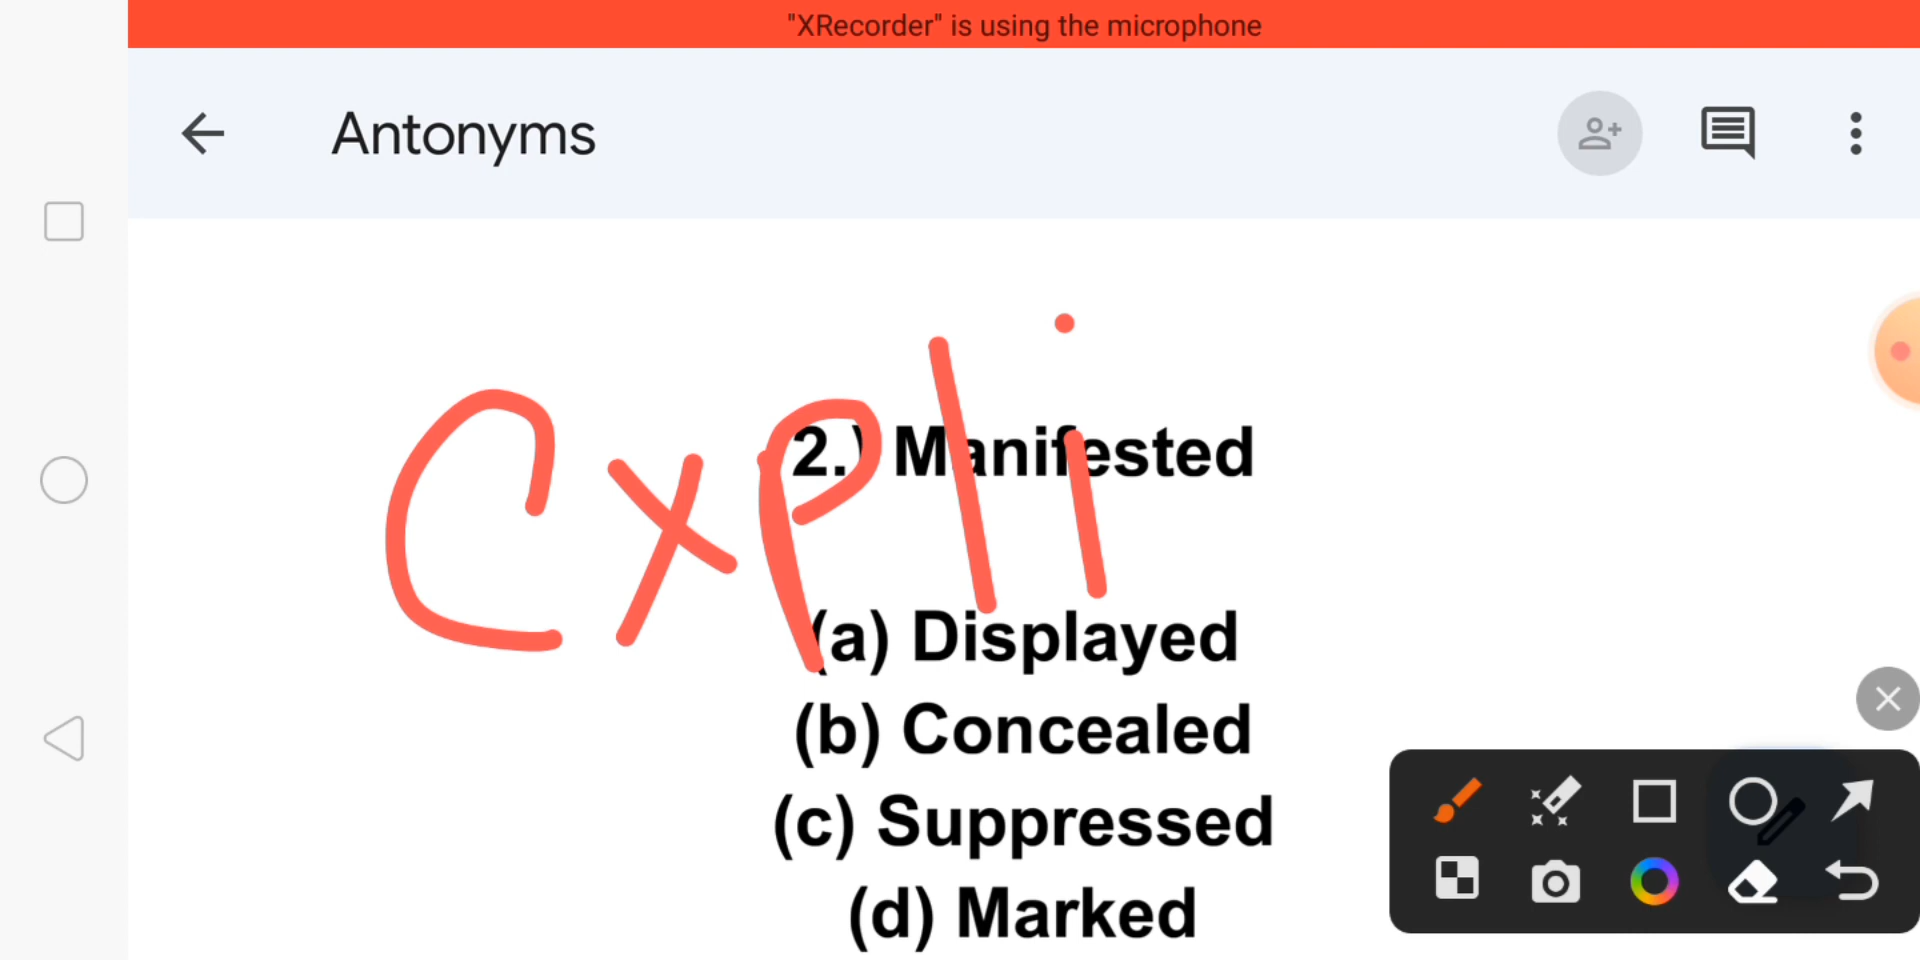 "XRecorder" is using the microphone
Antonyms
Expli
2.) Manifested
(a) Displayed
(b) Concealed
(c) Suppressed
(d) Marked